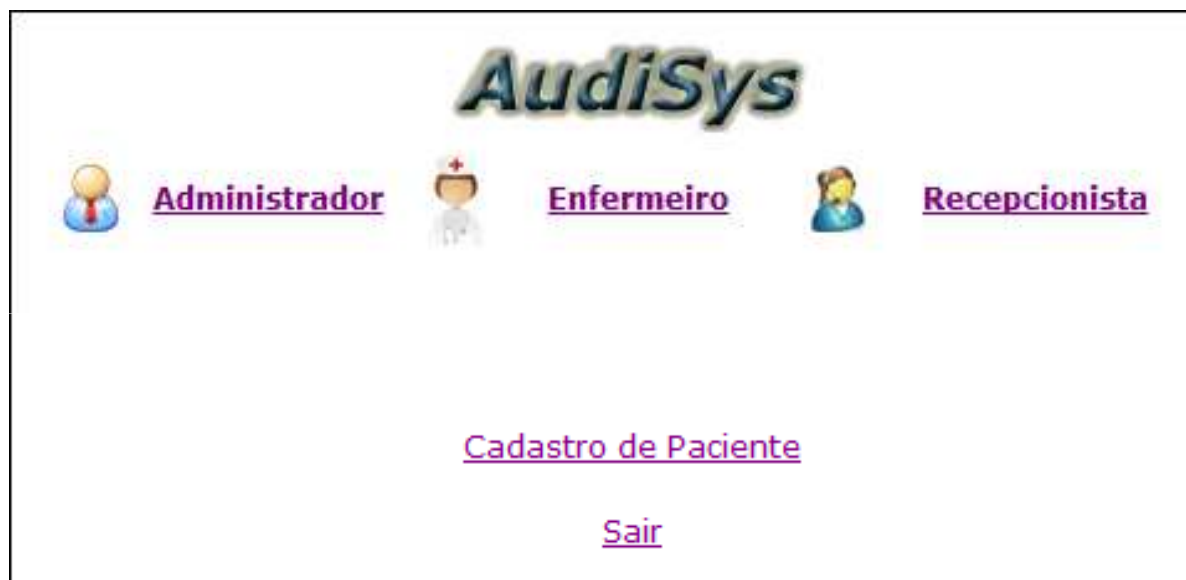 AudiSys
Administrador Enfermeiro Recepcionista
Cadastro de Paciente
Sair